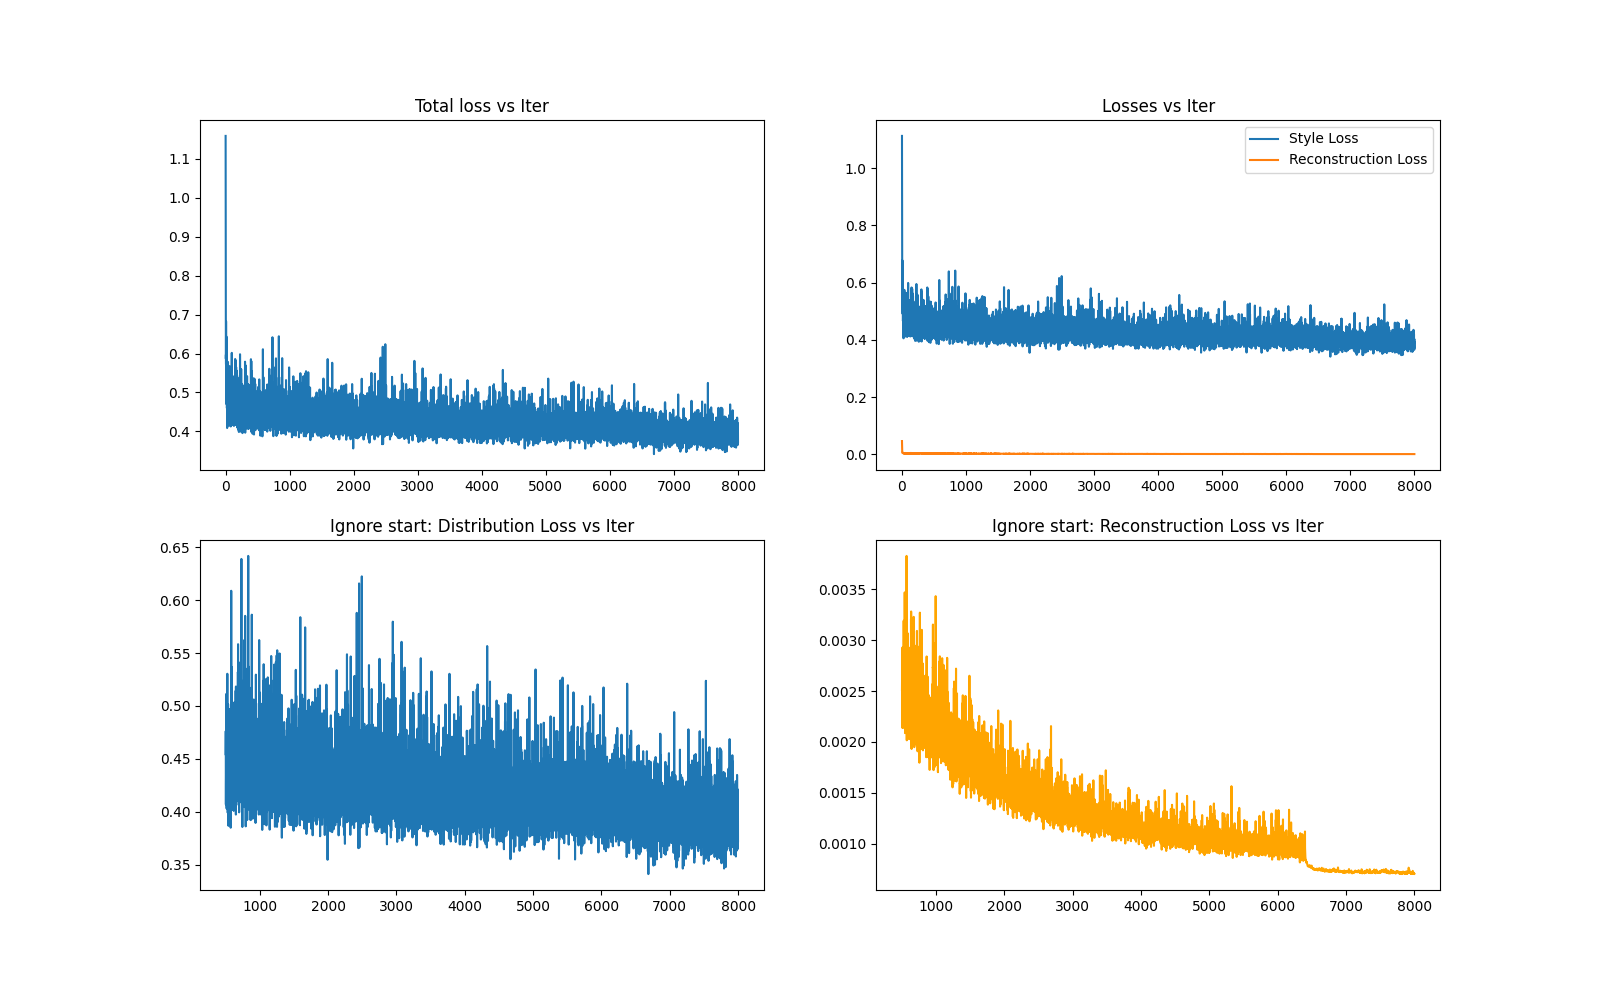 Total loss vs Iter
1.1
1.0
0.9
0.8
0.7
0.6
0.5
0.4
0 1000 2000 3000 4000 5000 6000 7000 8000
Losses vs Iter
Style Loss
Reconstruction Loss
1.0
0.8
0.6
0.4
0.2
0.0
0 1000 2000 3000 4000 5000 6000 7000 8000
Ignore start: Distribution Loss vs Iter
0.65
0.60
0.55
0.50
0.45
0.40
0.35
1000 2000 3000 4000 5000 6000 7000 8000
Ignore start: Reconstruction Loss vs Iter
0.0035
0.0030
0.0025
0.0020
0.0015
0.0010
1000 2000 3000 4000 5000 6000 7000 8000